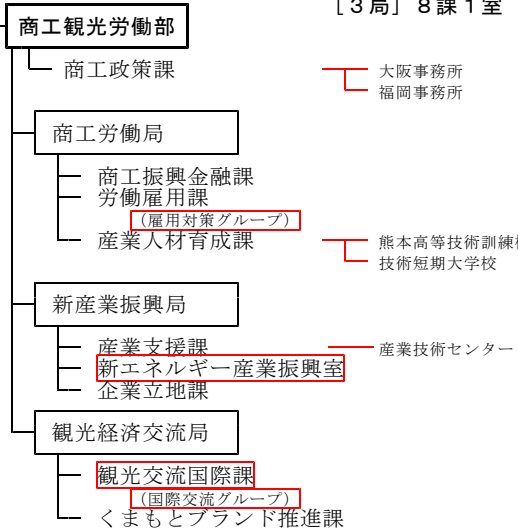 ［３局］８課１室
商工観光労働部
商工政策課
大阪事務所
福岡事務所
商工労働局
商工振興金融課
労働雇用課
（雇用対策グループ）
産業人材育成課
熊本高等技術訓練
技術短期大学校
新産業振興局
産業支援課
産業技術センター
新エネルギー産業振興室
企業立地課
観光経済交流局
観光交流国際課
（国際交流グループ）
くまもとブランド推進課